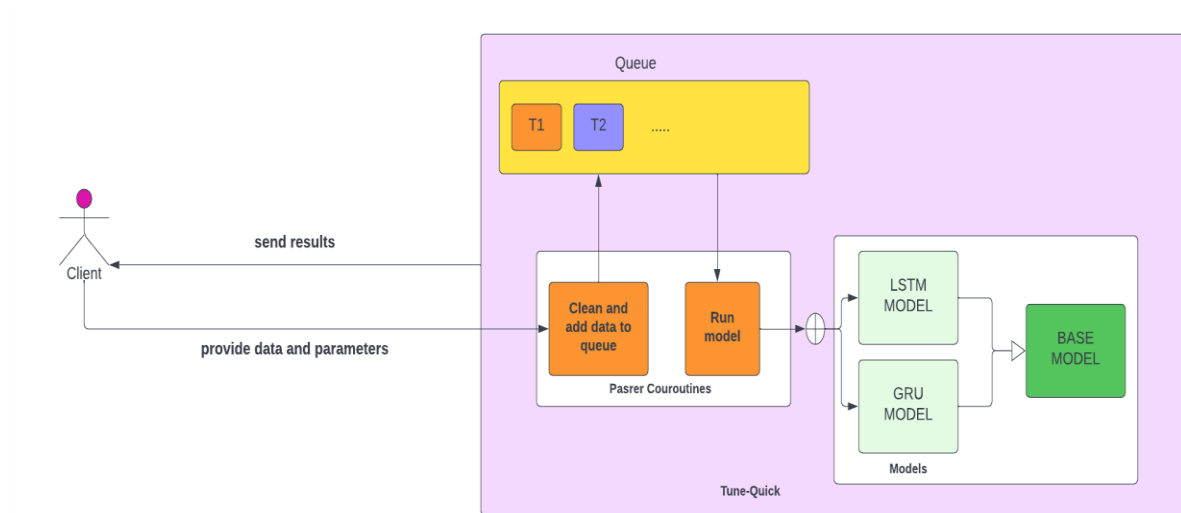 Queue
T1
T2
.....
send results
Client
provide data and parameters
Clean and
add data to
queue
Run
model
Pasrer Couroutines
LSTM
MODEL
GRU
MODEL
BASE
MODEL
Models
Tune-Quick